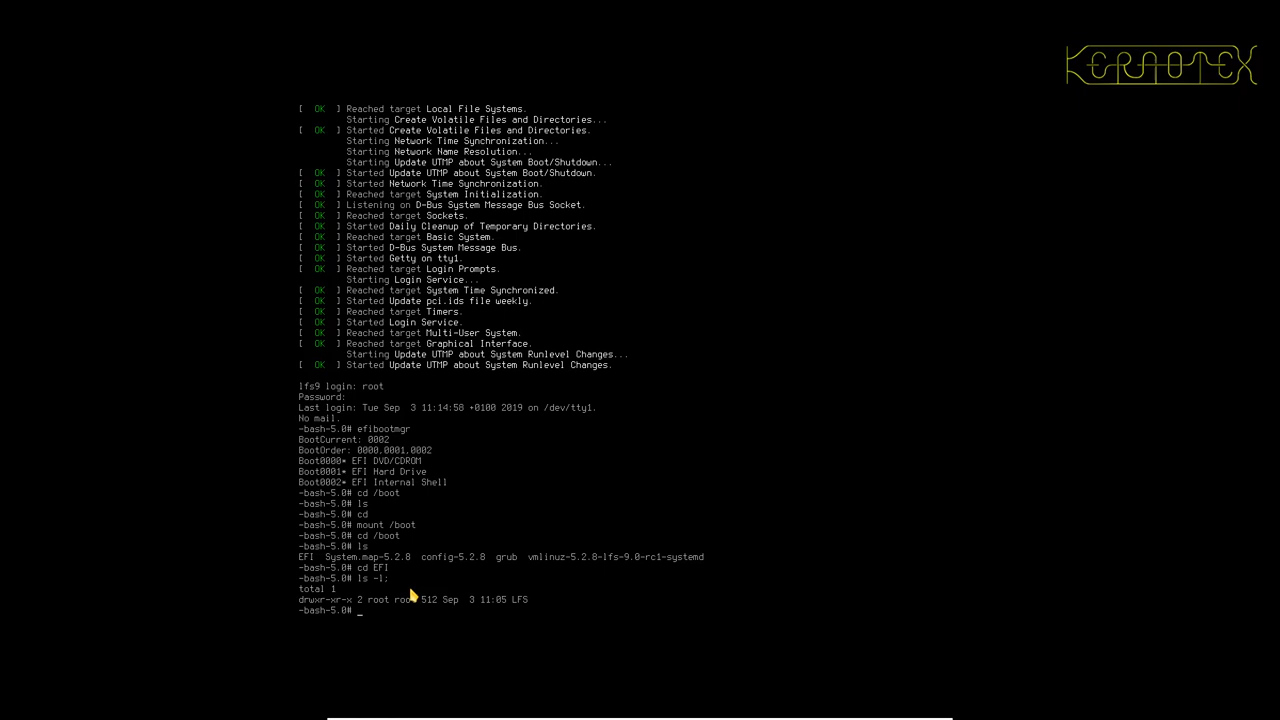 KERNOTEX
[  OK  ] Reached target Local File Systems.
Starting Create Volatile Files and Directories...
[  OK  ] Started Create Volatile Files and Directories.
Starting Network Time Synchronization...
Starting Network Name Resolution...
Starting Update UTMP about System Boot/Shutdown...
[  OK  ] Started Update UTMP about System Boot/Shutdown.
[  OK  ] Started Network Time Synchronization.
[  OK  ] Reached target System Initialization.
[  OK  ] Listening on D-Bus System Message Bus Socket.
[  OK  ] Reached target Sockets.
[  OK  ] Started Daily Cleanup of Temporary Directories.
[  OK  ] Reached target Basic System.
[  OK  ] Started D-Bus System Message Bus.
[  OK  ] Started Getty on tty1.
[  OK  ] Reached target Login Prompts.
Starting Login Service...
[  OK  ] Reached target System Time Synchronized.
[  OK  ] Started Update pci.ids file weekly.
[  OK  ] Reached target Timers.
[  OK  ] Started Login Service.
[  OK  ] Reached target Multi-User System.
[  OK  ] Reached target Graphical Interface.
Starting Update UTMP about System Runlevel Changes...
[  OK  ] Started Update UTMP about System Runlevel Changes.
lfs9 login: root
Password:
Last login: Tue Sep  3 11:14:58 +0100 2019 on /dev/tty1.
No mail.
-bash-5.0# efibootmgr
BootCurrent: 0002
BootOrder: 0000,0001,0002
Boot0000* EFI DVD/CDROM
Boot0001* EFI Hard Drive
Boot0002* EFI Internal Shell
-bash-5.0# cd /boot
-bash-5.0# ls
-bash-5.0# cd
-bash-5.0# mount /boot
-bash-5.0# cd /boot
-bash-5.0# ls
EFI  System.map-5.2.8  config-5.2.8  grub  vmlinuz-5.2.8-lfs-9.0-rc1-systemd
-bash-5.0# cd EFI
-bash-5.0# ls -l;
total 1
drwxr-xr-x 2 root root 512 Sep  3 11:05 LFS
-bash-5.0# _